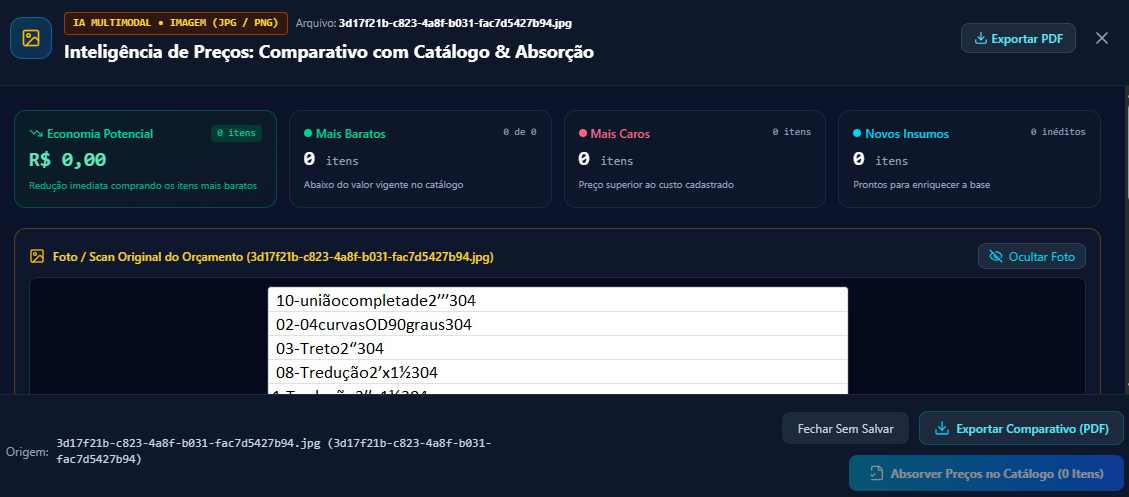 IA MULTIMODAL • IMAGEM (JPG / PNG) Arquivo: 3d17f21b-c823-4a8f-b031-fac7d5427b94.jpg
Inteligência de Preços: Comparativo com Catálogo & Absorção
Exportar PDF
Economia Potencial 0 itens
R$ 0,00
Redução imediata comprando os itens mais baratos
Mais Baratos 0 de 0
0 itens
Abaixo do valor vigente no catálogo
Mais Caros 0 itens
0 itens
Preço superior ao custo cadastrado
Novos Insumos 0 inéditos
0 itens
Prontos para enriquecer a base
Foto / Scan Original do Orçamento (3d17f21b-c823-4a8f-b031-fac7d5427b94.jpg)
Ocultar Foto
10-uniãocompletade2’’’304
02-04curvasOD90graus304
03-Treto2’’304
08-Tredução2’x1½304
Origem: 3d17f21b-c823-4a8f-b031-fac7d5427b94.jpg (3d17f21b-c823-4a8f-b031-
fac7d5427b94)
Fechar Sem Salvar
Exportar Comparativo (PDF)
Absorver Preços no Catálogo (0 Itens)